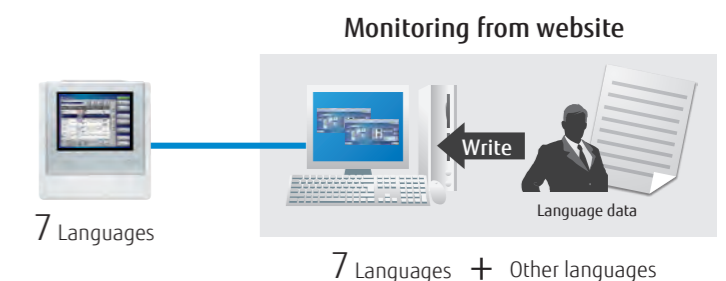 Monitoring from website
Write
Language data
7 Languages
7 Languages + Other languages